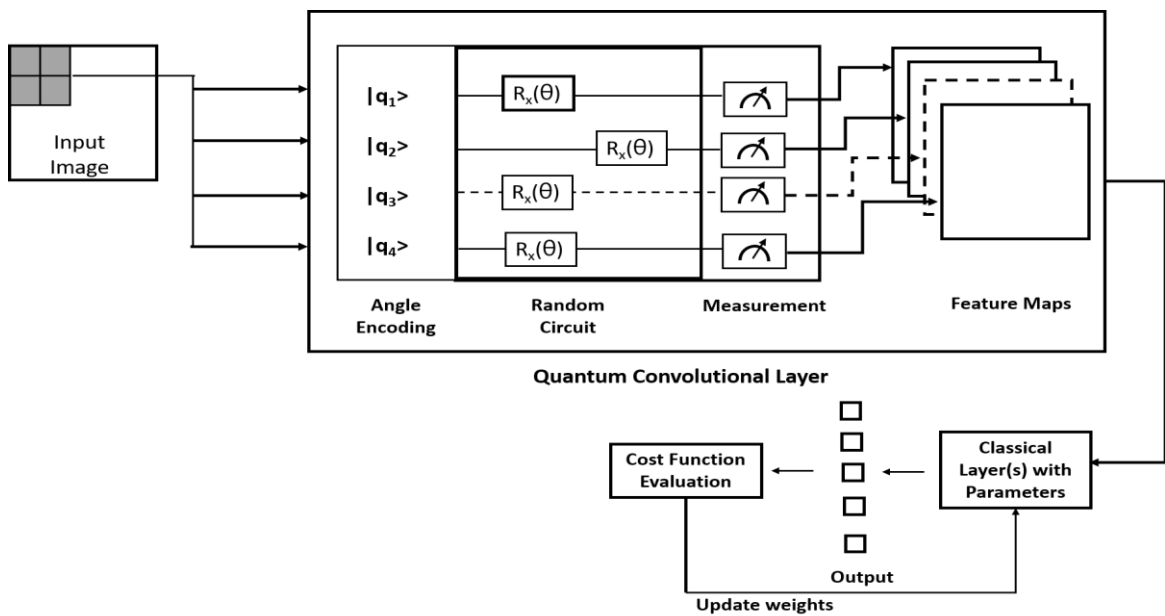 Input
Image
|q₁>
|q₂>
|q₃>
|q₄>
Rₓ(θ)
Rₓ(θ)
Rₓ(θ)
Rₓ(θ)
Angle
Encoding
Random
Circuit
Measurement
Feature Maps
Quantum Convolutional Layer
Cost Function
Evaluation
Classical
Layer(s) with
Parameters
Output
Update weights